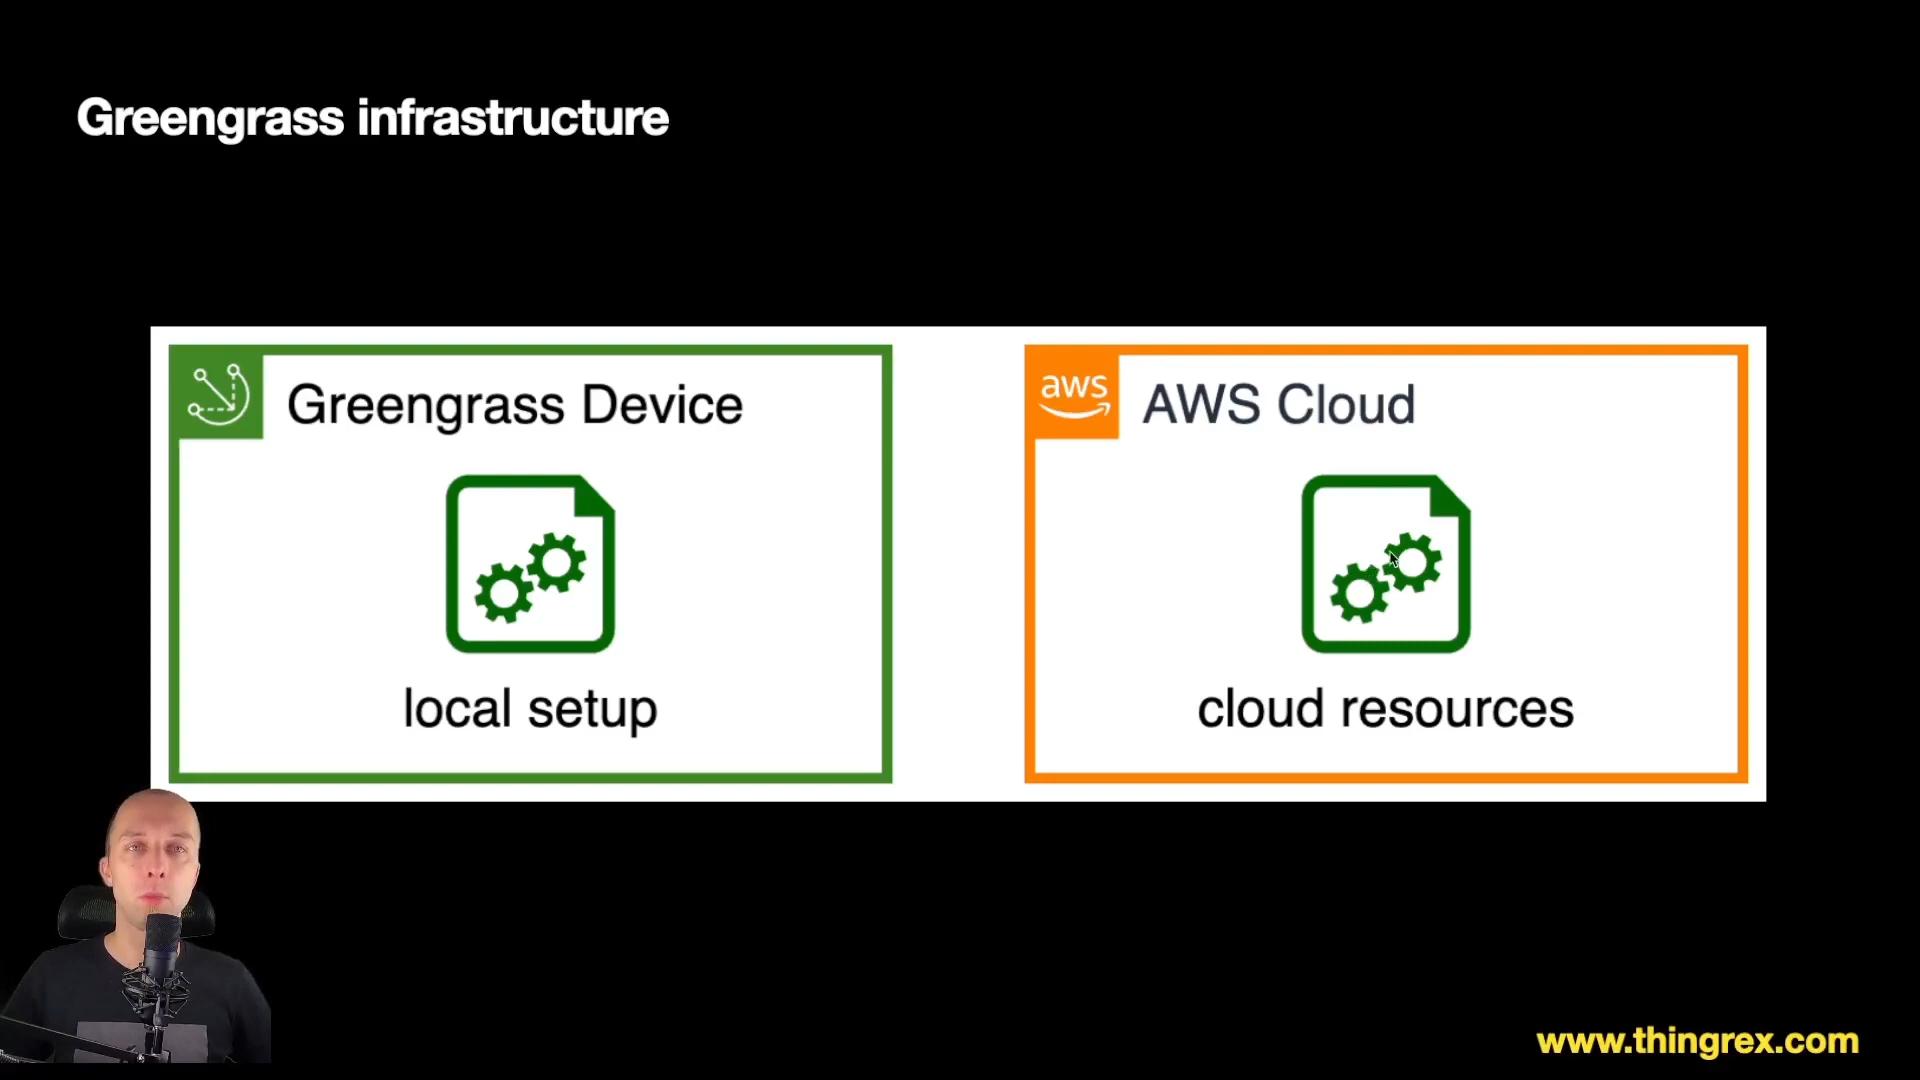 Greengrass infrastructure
Greengrass Device
local setup
aws
AWS Cloud
cloud resources
www.thingrex.com